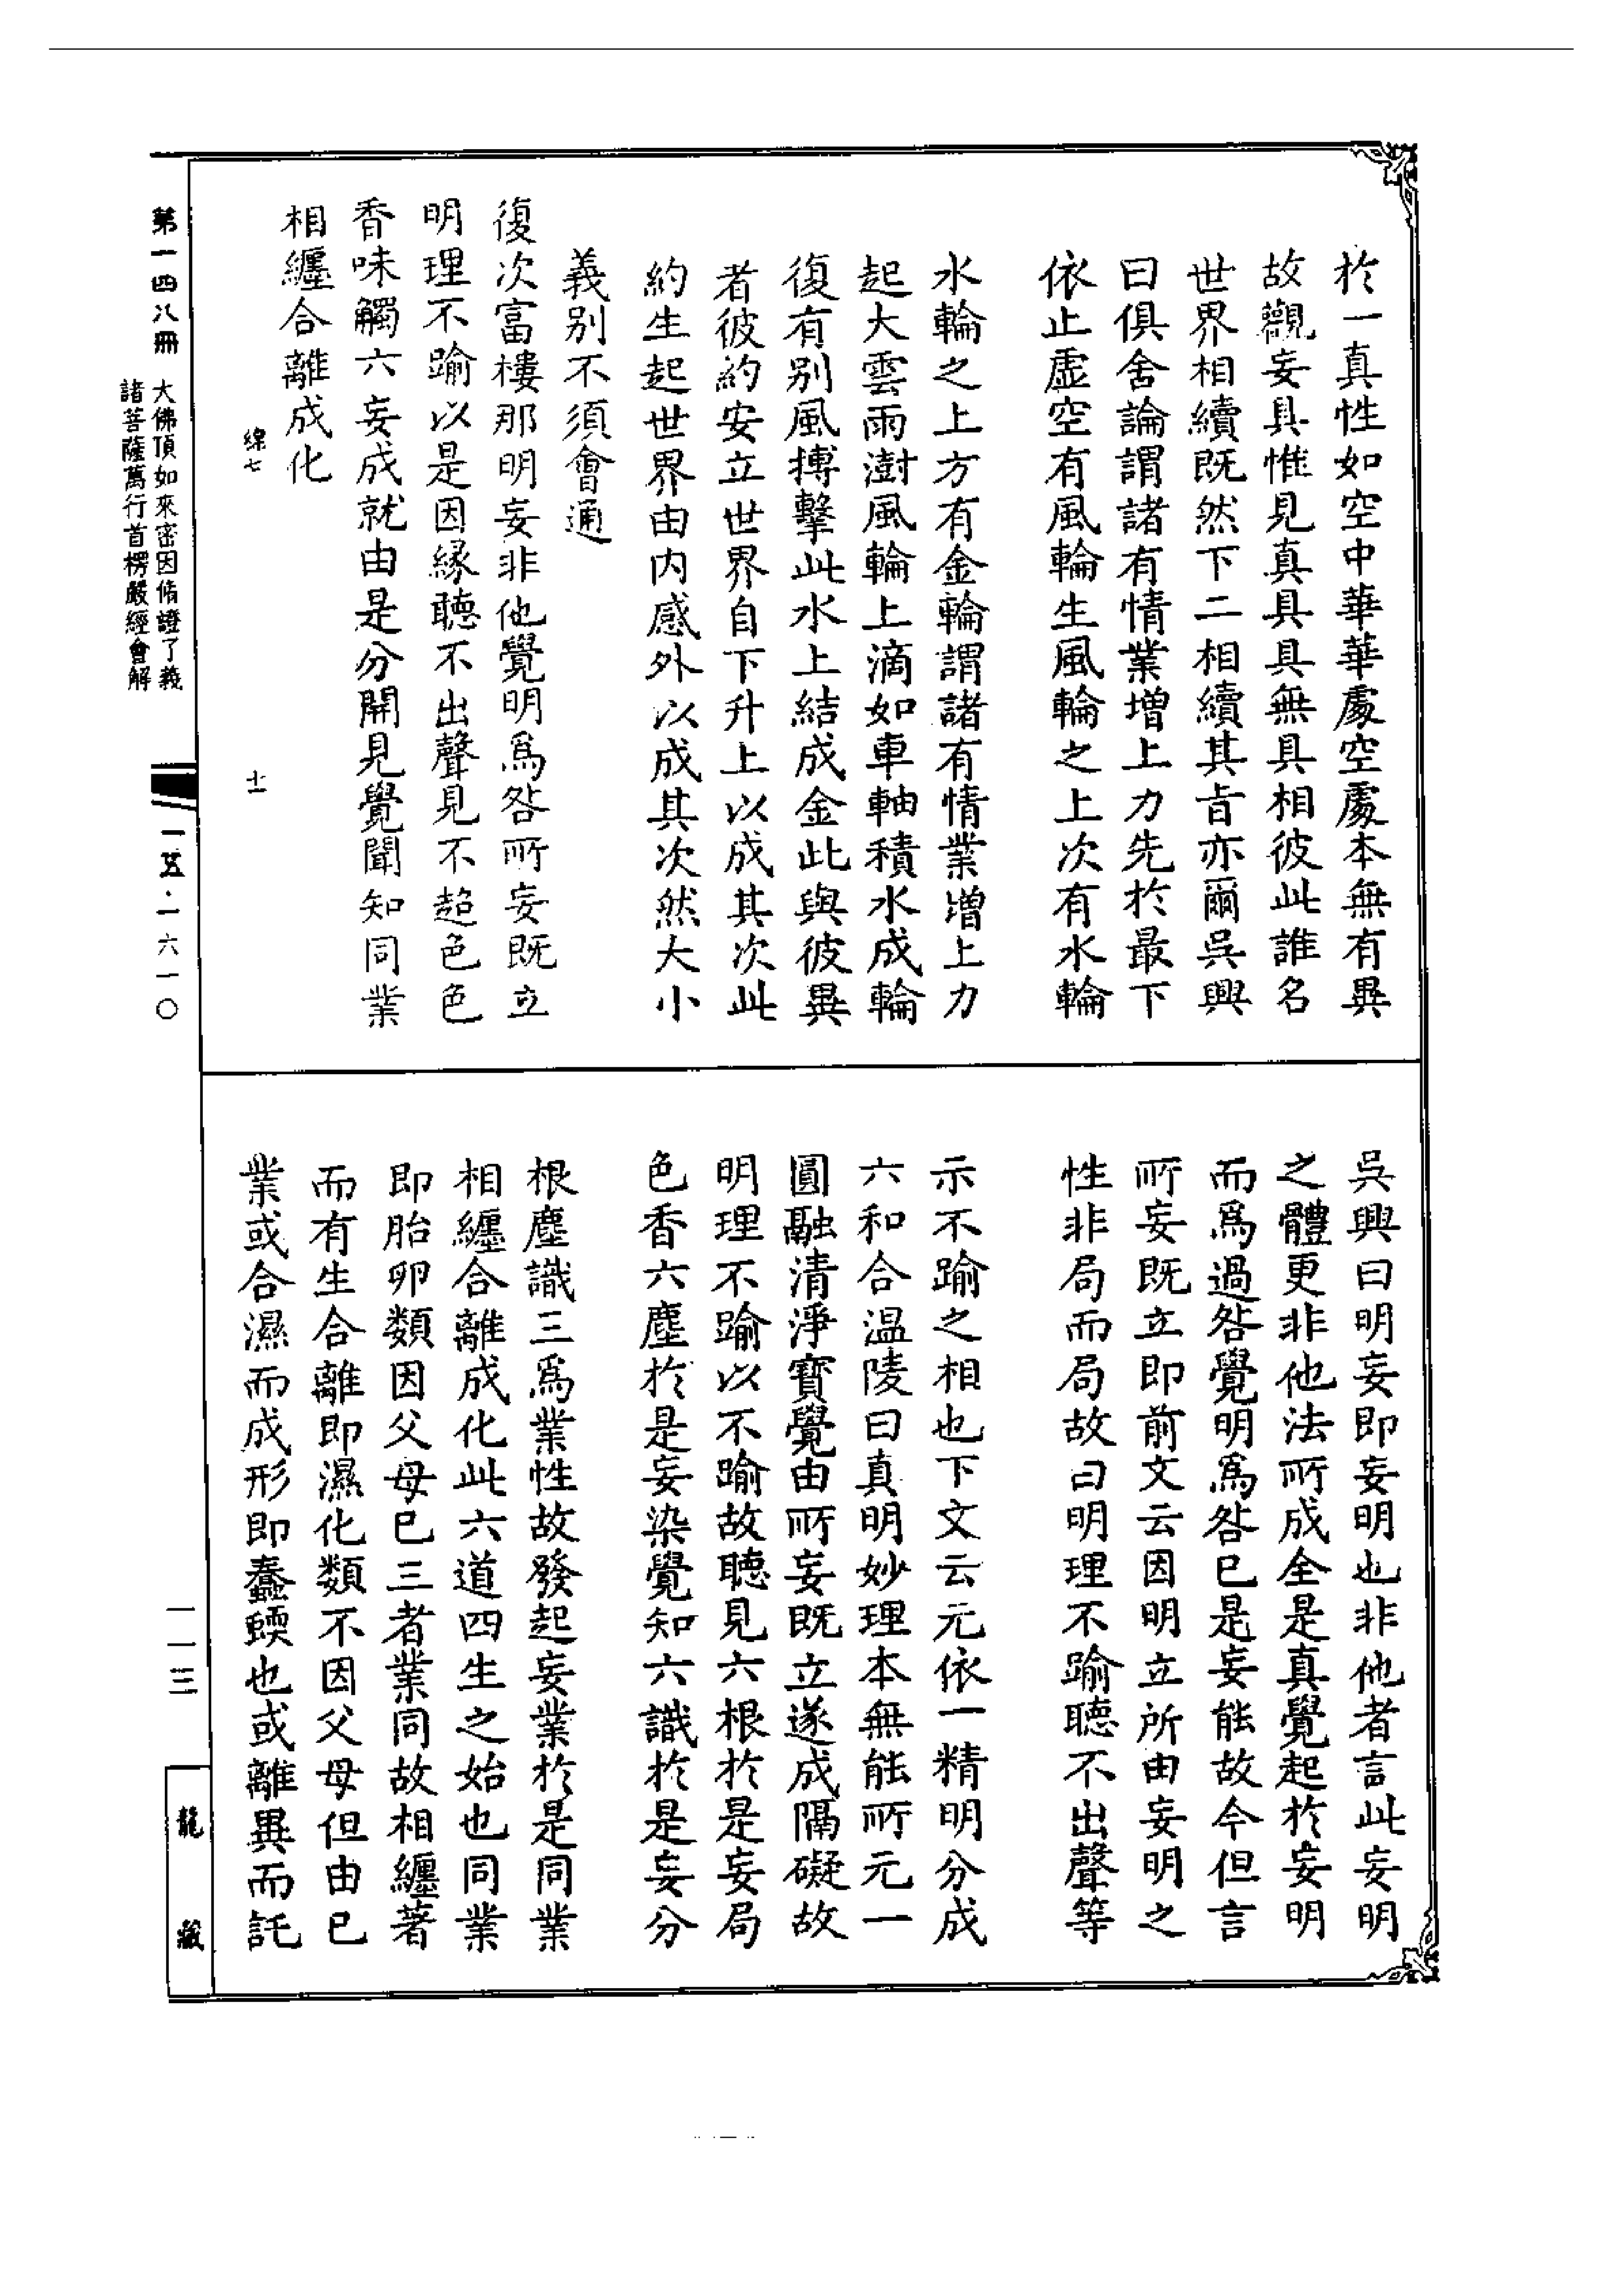 於一真性如空中華華處空處本無有異
故觀妄具惟見真具具無具相彼此誰名
世界相續既然下二相續其旨亦爾吳興
曰俱舍論謂諸有情業增上力先於最下
依止虛空有風輪生風輪之上次有水輪
水輪之上方有金輪謂諸有情業增上力
起大雲雨澍風輪上滴如車軸積水成輪
復有別風搏擊此水上結成金此與彼異
者彼約安立世界自下升上以成其次此
約生起世界由內感外以成其次然大小
義別不須會通
復次富樓那明妄非他覺明為咎所妄既立
明理不踰以是因緣聽不出聲見不超色色
香味觸六妄成就由是分開見覺聞知同業
相纏合離成化
綠七
十一
吳興曰明妄即妄明也非他者言此妄明
之體更非他法所成全是真覺起於妄明
而為過咎覺明為咎已是妄能故今但言
所妄既立即前文云因明立所由妄明之
性非局而局故曰明理不踰聽不出聲等
示不踰之相也下文云元依一精明分成
六和合温陵曰真明妙理本無能所元一
圓融清淨寶覺由所妄既立遂成隔礙故
明理不踰以不踰故聽見六根於是妄局
色香六塵於是妄染覺知六識於是妄分
根塵識三為業性故發起妄業於是同業
相纏合離成化此六道四生之始也同業
即胎卵類因父母已三者業同故相纏著
而有生合離即濕化類不因父母但由已
業或合濕而成形即蠢蝡也或離異而託
第一四八冊
大佛頂如來密因脩證了義
諸菩薩萬行首楞嚴經會解
一五·一六一〇
一一三
龍藏